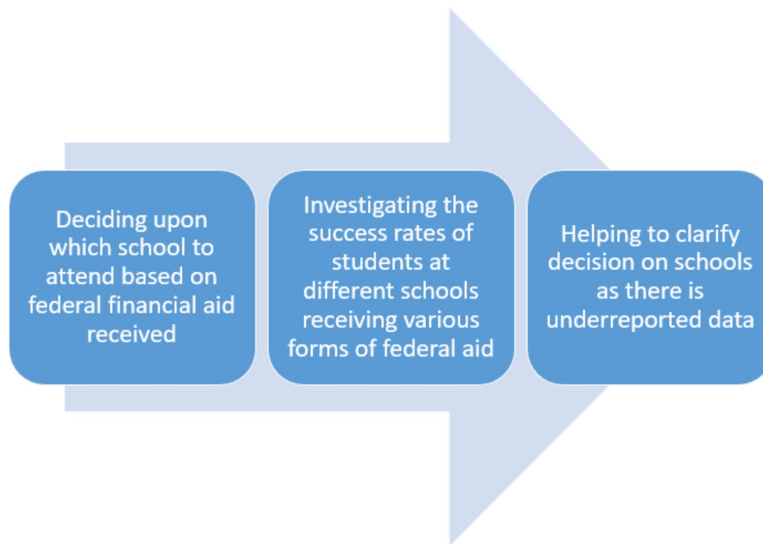 Deciding upon
which school to
attend based on
federal financial aid
received
Investigating the
success rates of
students at
different schools
receiving various
forms of federal aid
Helping to clarify
decision on schools
as there is
underreported data